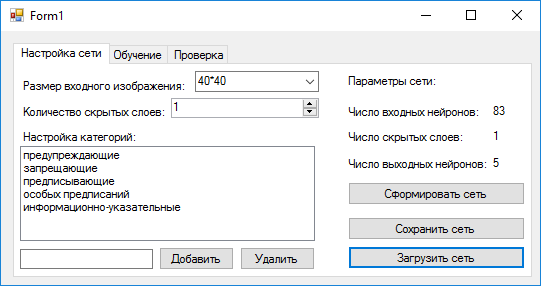 Form1
Настройка сети Обучение Проверка
Размер входного изображения: 40*40
Количество скрытых слоев: 1
Настройка категорий:
предупреждающие
запрещающие
предписывающие
особых предписаний
информационно-указательные
Добавить Удалить
Параметры сети:
Число входных нейронов: 83
Число скрытых слоев: 1
Число выходных нейронов: 5
Сформировать сеть
Сохранить сеть
Загрузить сеть